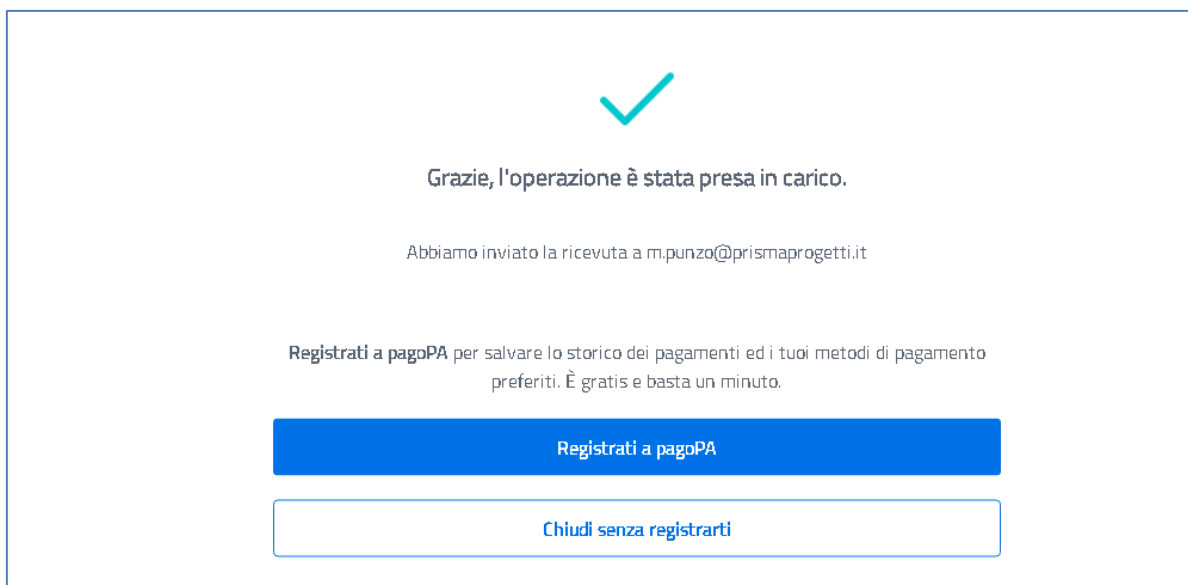 Grazie, l'operazione è stata presa in carico.
Abbiamo inviato la ricevuta a m.punzo@prismaprogetti.it
Registrati a pagoPA per salvare lo storico dei pagamenti ed i tuoi metodi di pagamento
preferiti. È gratis e basta un minuto.
Registrati a pagoPA
Chiudi senza registrarti